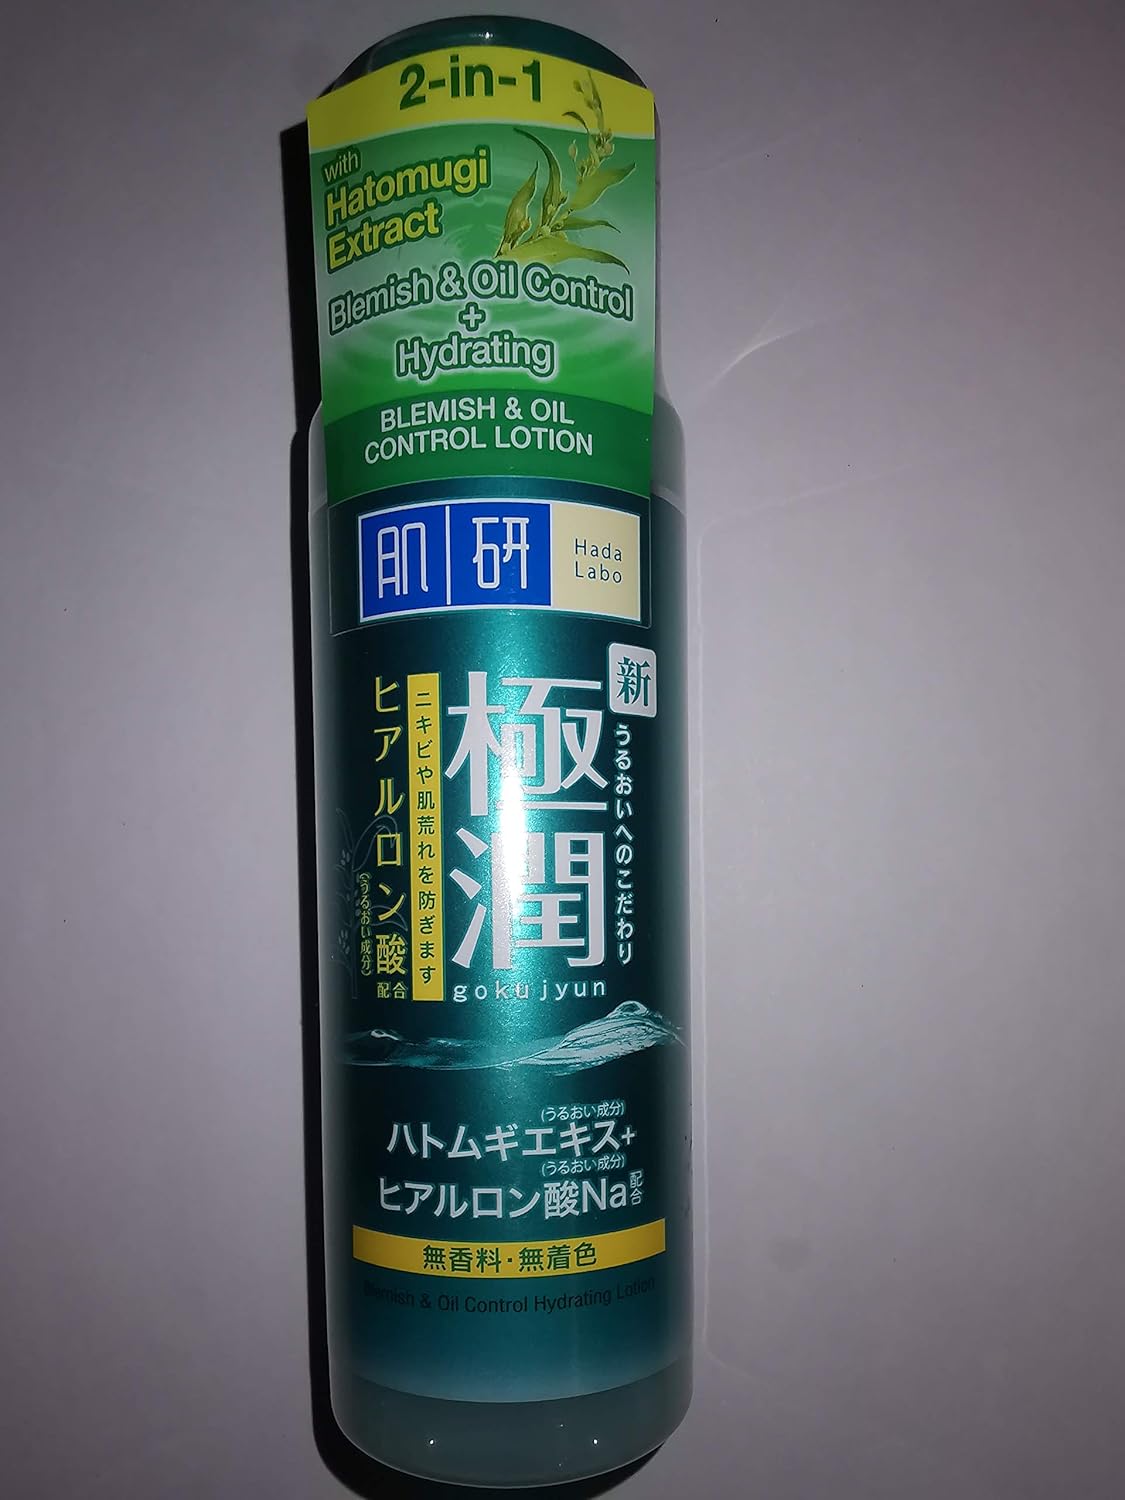 2-in-1
with
Hatomugi
Extract
Blemish & Oil Control
+
Hydrating
BLEMISH & OIL
CONTROL LOTION
肌研
Hada
Labo
新
うるおいへのこだわり
極潤
gokujyun
ニキビや肌荒れを防ぎます
ヒアルロン酸配合
(うるおい成分)
(うるおい成分)
ハトムギエキス+
(うるおい成分)
ヒアルロン酸Na配合
無香料・無着色
Blemish & Oil Control Hydrating Lotion